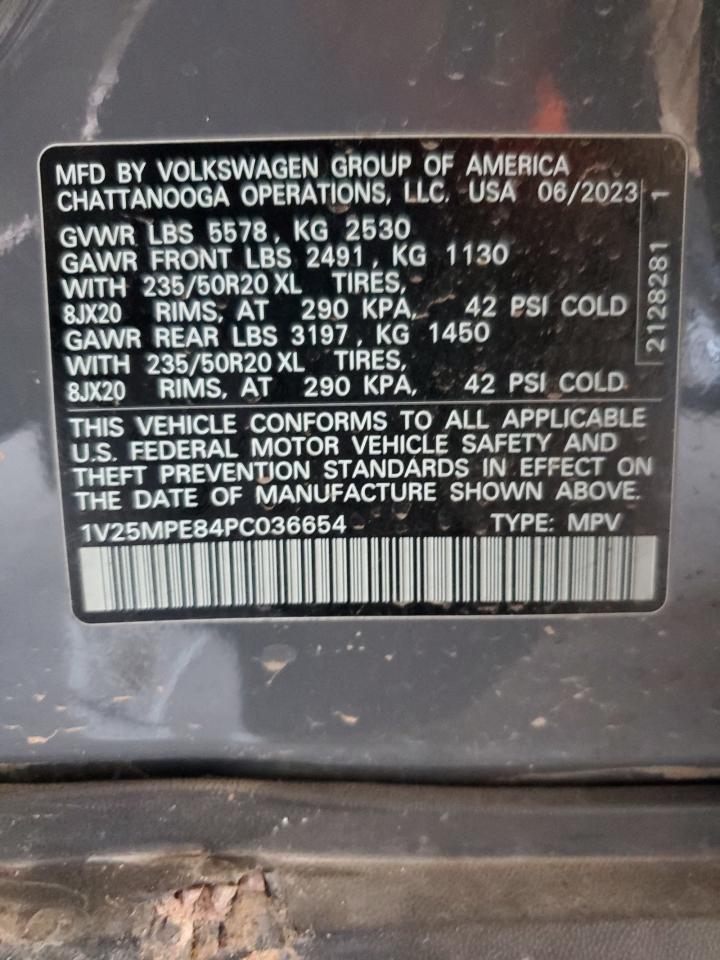 MFD BY VOLKSWAGEN GROUP OF AMERICA
CHATTANOOGA OPERATIONS, LLC. USA 06/2023
GVWR LBS 5578, KG 2530
GAWR FRONT LBS 2491, KG 1130
WITH 235/50R20 XL TIRES,
8JX20 RIMS, AT 290 KPA, 42 PSI COLD
GAWR REAR LBS 3197, KG 1450
WITH 235/50R20 XL TIRES,
8JX20 RIMS, AT 290 KPA, 42 PSI COLD
2128281 1
THIS VEHICLE CONFORMS TO ALL APPLICABLE
U.S. FEDERAL MOTOR VEHICLE SAFETY AND
THEFT PREVENTION STANDARDS IN EFFECT ON
THE DATE OF MANUFACTURE SHOWN ABOVE.
1V25MPE84PC036654 TYPE: MPV